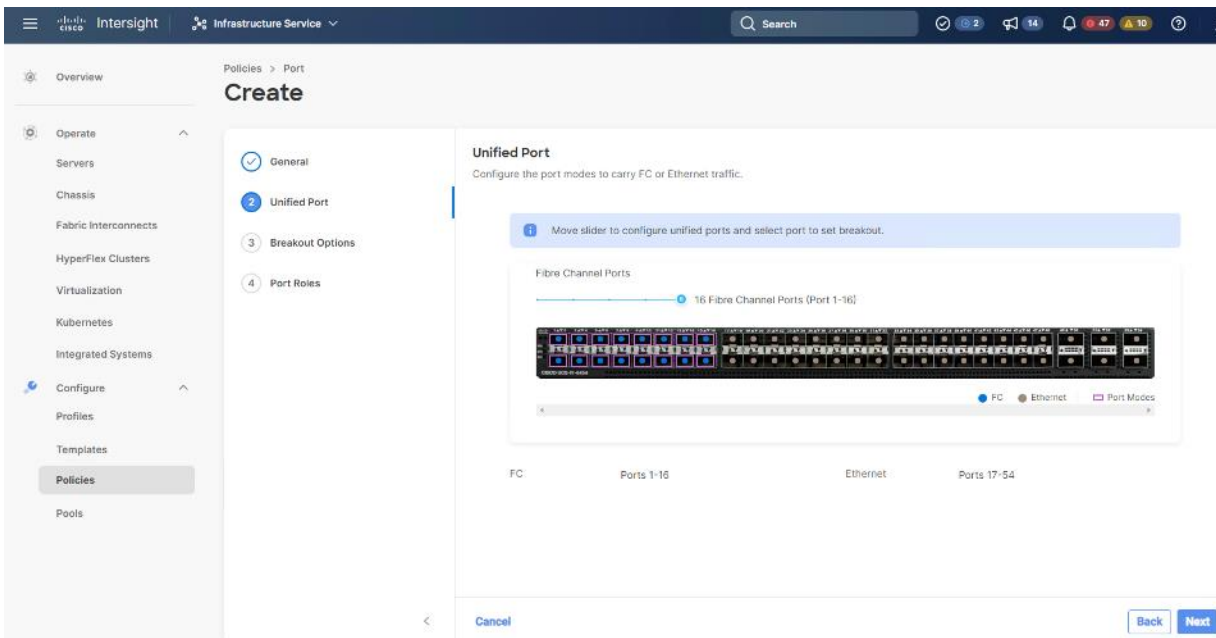 cisco Intersight
Infrastructure Service
Search
2
14
47
10
Overview
Operate
Servers
Chassis
Fabric Interconnects
HyperFlex Clusters
Virtualization
Kubernetes
Integrated Systems
Configure
Profiles
Templates
Policies
Pools
Policies > Port
Create
General
2 Unified Port
3 Breakout Options
4 Port Roles
Unified Port
Configure the port modes to carry FC or Ethernet traffic.
Move slider to configure unified ports and select port to set breakout.
Fibre Channel Ports
16 Fibre Channel Ports (Port 1-16)
FC
Ethernet
Port Modes
FC Ports 1-16 Ethernet Ports 17-54
Cancel
Back
Next